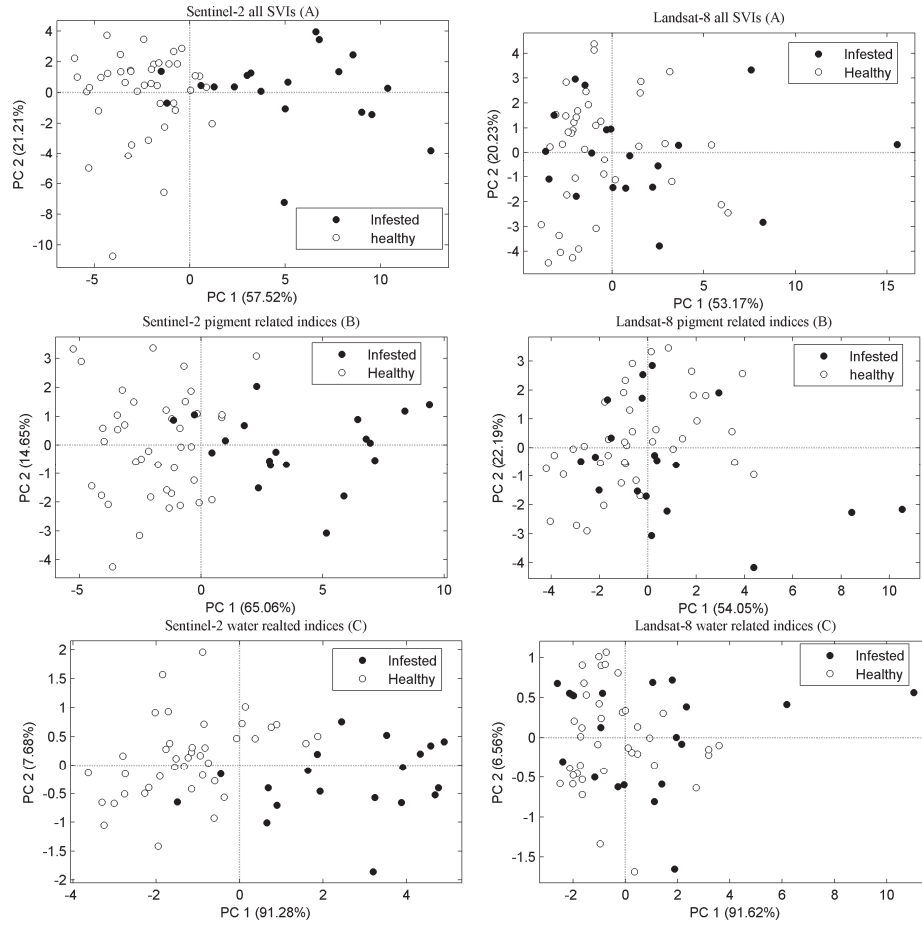 Sentinel-2 all SVIs (A)
4
2
0
-2
-4
-6
-8
-10
PC 2 (21.21%)
Infested
healthy
-5
0
5
10
PC 1 (57.52%)
Landsat-8 all SVIs (A)
4
3
2
1
0
-1
-2
-3
-4
PC 2 (20.23%)
Infested
Healthy
0
5
10
15
PC 1 (53.17%)
Sentinel-2 pigment related indices (B)
3
2
1
0
-1
-2
-3
-4
PC 2 (14.65%)
Infested
Healthy
-5
0
5
10
PC 1 (65.06%)
Landsat-8 pigment related indices (B)
3
2
1
0
-1
-2
-3
-4
PC 2 (22.19%)
Infested
healthy
-4
-2
0
2
4
6
8
10
PC 1 (54.05%)
Sentinel-2 water realted indices (C)
2
1.5
1
0.5
0
-0.5
-1
-1.5
-2
PC 2 (7.68%)
Infested
Healthy
-4
-2
0
2
4
PC 1 (91.28%)
Landsat-8 water related indices (C)
1
0.5
0
-0.5
-1
-1.5
PC 2 (6.56%)
Infested
Healthy
-2
0
2
4
6
8
10
PC 1 (91.62%)